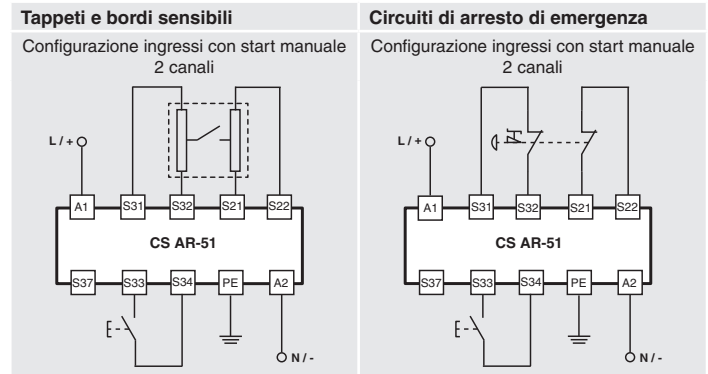 Tappeti e bordi sensibili
Configurazione ingressi con start manuale
2 canali
L / +
A1 S31 S32 S21 S22
CS AR-51
S37 S33 S34 PE A2
N / -
Circuiti di arresto di emergenza
Configurazione ingressi con start manuale
2 canali
L / +
A1 S31 S32 S21 S22
CS AR-51
S37 S33 S34 PE A2
N / -